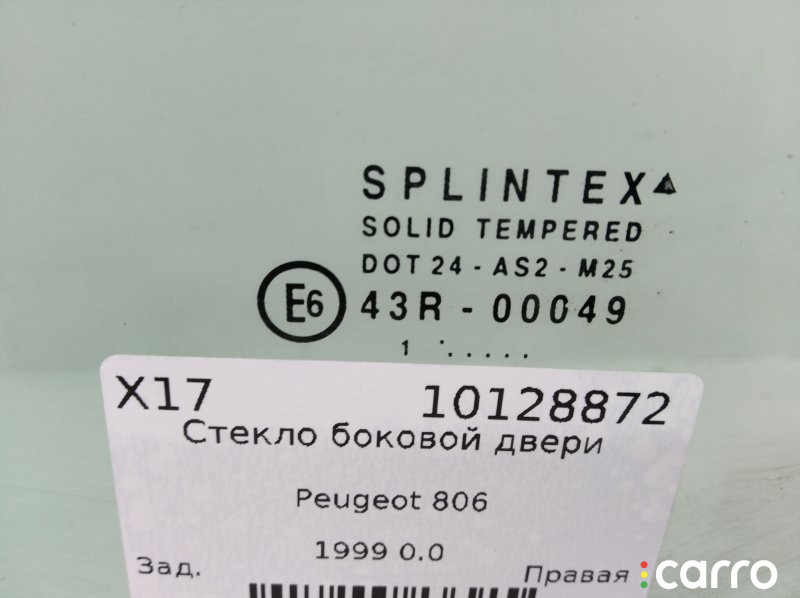 SPLINTEX
SOLID TEMPERED
DOT 24 - AS2 - M25
E6 43R - 00049
1 . . . . . .
X17 10128872
Стекло боковой двери
Peugeot 806
1999 0.0
Зад. Правая
carro